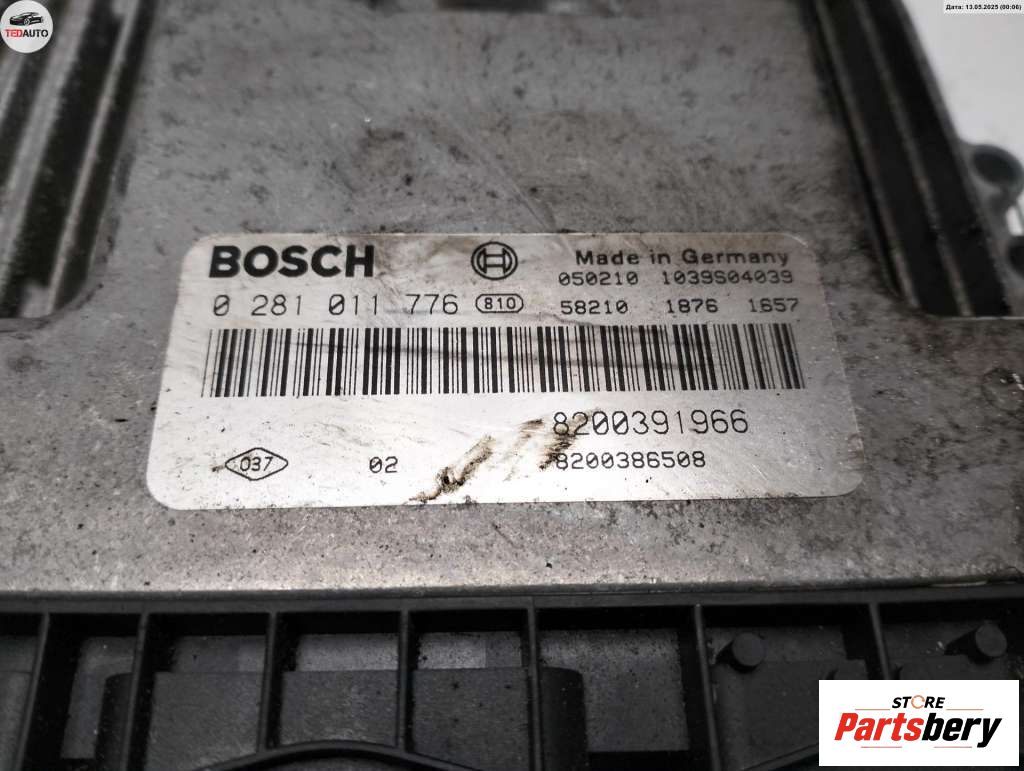 TEDAUTO
Дата: 13.05.2025 (00:06)
BOSCH
Made in Germany
050210 1039S04039
0 281 011 776 810
58210 1876 1657
8200391966
037 02 8200386508
STORE
Partsbery